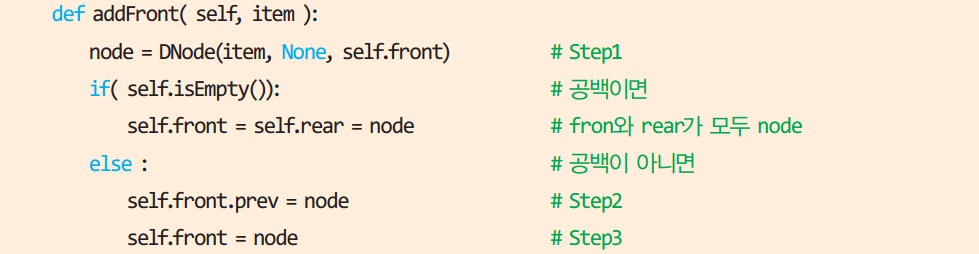 def addFront( self, item ):
node = DNode(item, None, self.front) # Step1
if( self.isEmpty()): # 공백이면
self.front = self.rear = node # fron와 rear가 모두 node
else : # 공백이 아니면
self.front.prev = node # Step2
self.front = node # Step3